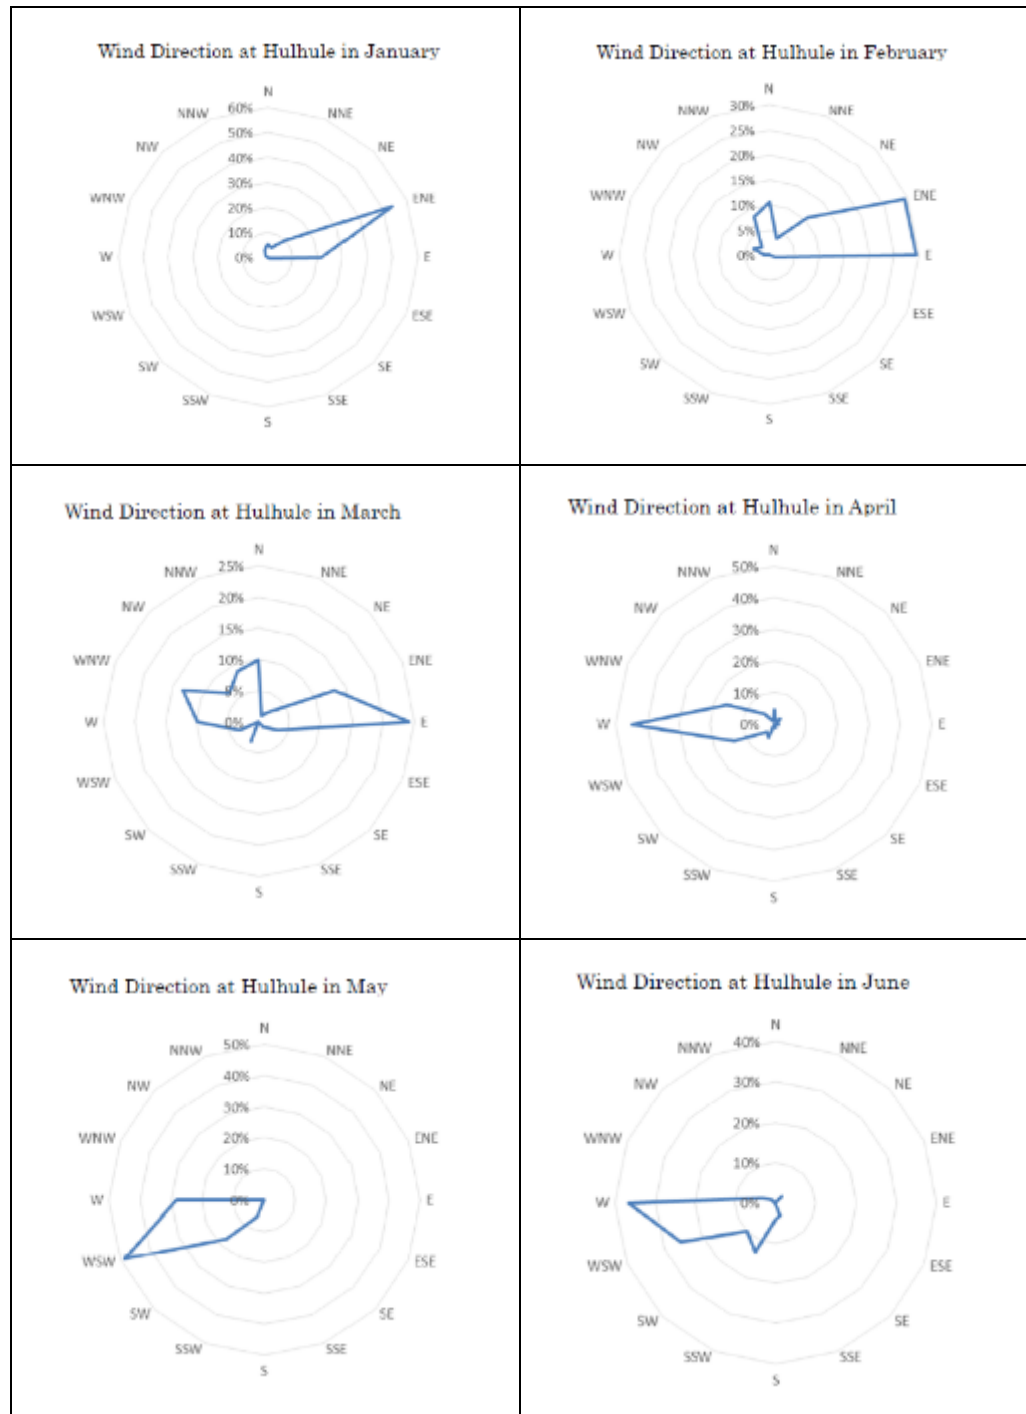 Wind Direction at Hulhule in January
N
NNW 60% NNE
50%
NW 40% NE
30%
WNW 20% ENE
10%
W 0% E
WSW ESE
SW SE
SSW SSE
S
Wind Direction at Hulhule in February
N
NNW 30% NNE
25%
NW 20% NE
15%
WNW 10% ENE
5%
W 0% E
WSW ESE
SW SE
SSW SSE
S
Wind Direction at Hulhule in March
N
NNW 25% NNE
20%
NW 15% NE
10%
WNW 5% ENE
W 0% E
WSW ESE
SW SE
SSW SSE
S
Wind Direction at Hulhule in April
N
NNW 50% NNE
40%
NW 30% NE
20%
WNW 10% ENE
W 0% E
WSW ESE
SW SE
SSW SSE
S
Wind Direction at Hulhule in May
N
NNW 50% NNE
40%
NW 30% NE
20%
WNW 10% ENE
W 0% E
WSW ESE
SW SE
SSW SSE
S
Wind Direction at Hulhule in June
N
NNW 40% NNE
30%
NW 20% NE
WNW 10% ENE
W 0% E
WSW ESE
SW SE
SSW SSE
S